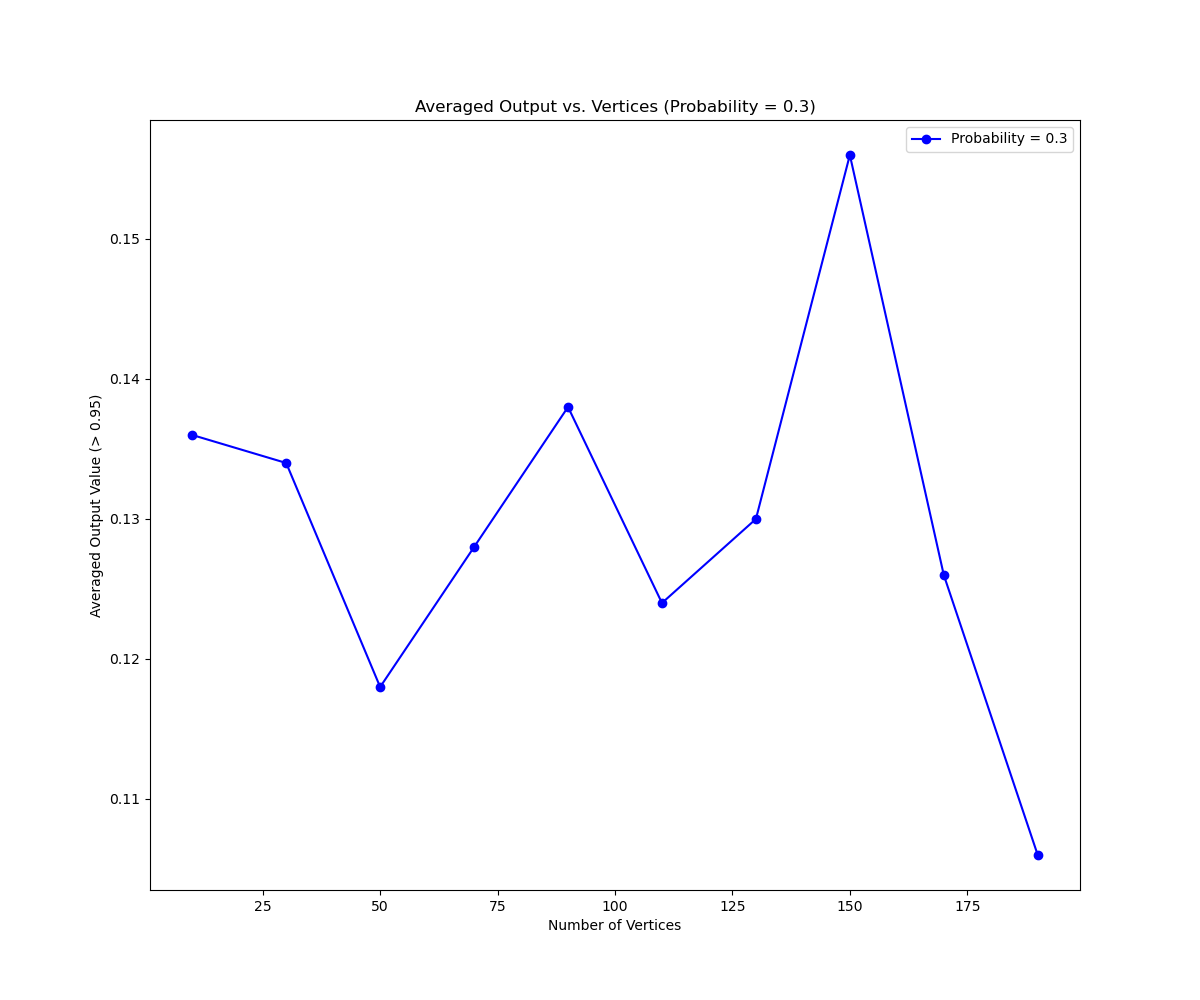 Averaged Output vs. Vertices (Probability = 0.3)
Probability = 0.3
Averaged Output Value (> 0.95)
0.15
0.14
0.13
0.12
0.11
25 50 75 100 125 150 175
Number of Vertices